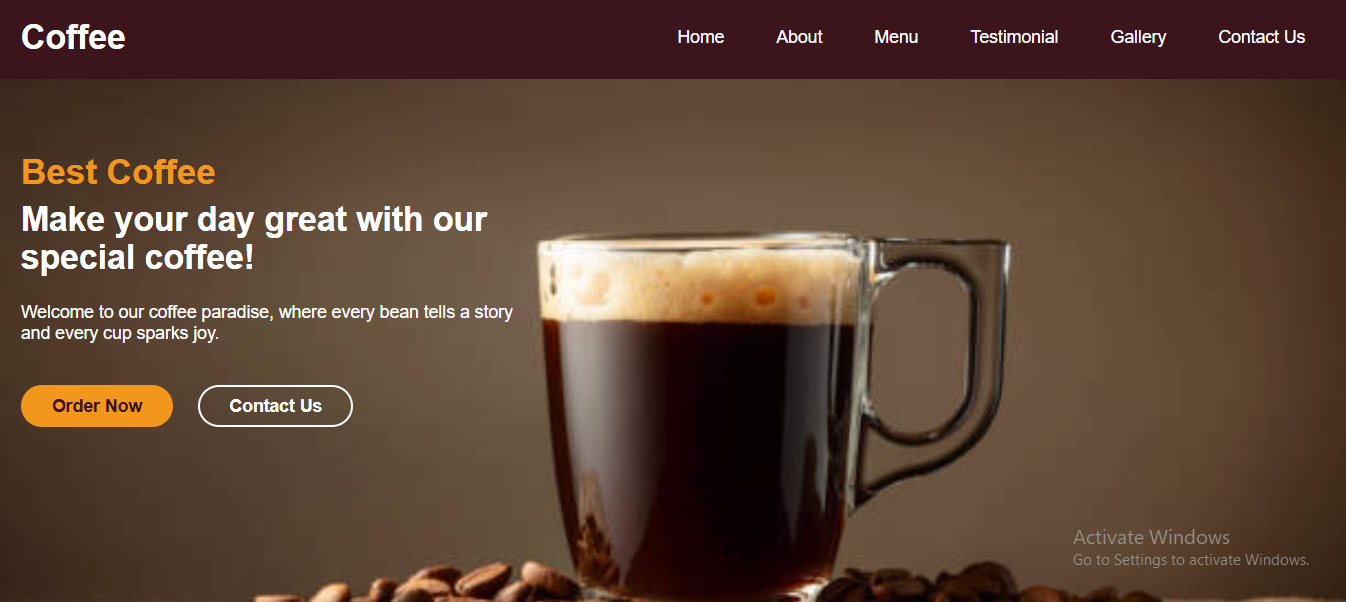 Coffee
Home About Menu Testimonial Gallery Contact Us
Best Coffee
Make your day great with our
special coffee!
Welcome to our coffee paradise, where every bean tells a story
and every cup sparks joy.
Order Now Contact Us
Activate Windows
Go to Settings to activate Windows.